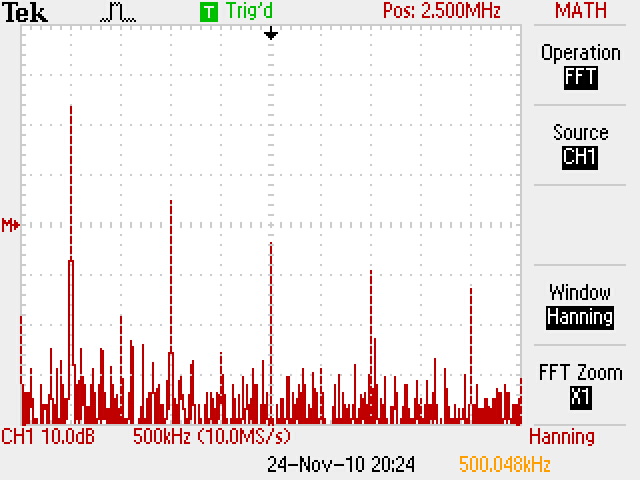 Tek T Trig'd Pos: 2.500MHz MATH
Operation
FFT
Source
CH1
M
Window
Hanning
FFT Zoom
X1
CH1 10.0dB 500kHz (10.0MS/s) Hanning
24-Nov-10 20:24 500.048kHz